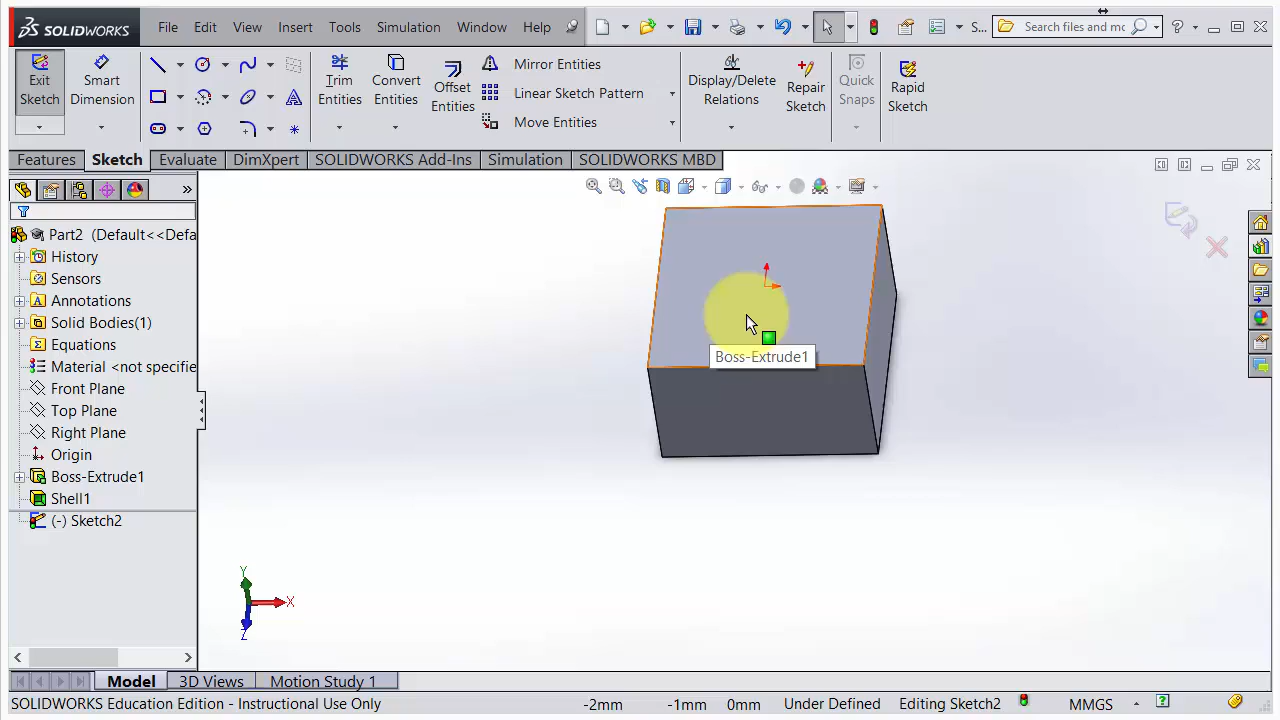 SOLIDWORKS File Edit View Insert Tools Simulation Window Help S... Search files and mc
Exit Sketch
Smart Dimension
Trim Entities
Convert Entities
Offset Entities
Mirror Entities
Linear Sketch Pattern
Move Entities
Display/Delete Relations
Repair Sketch
Quick Snaps
Rapid Sketch
Features Sketch Evaluate DimXpert SOLIDWORKS Add-Ins Simulation SOLIDWORKS MBD
Part2 (Default<<Defa
History
Sensors
Annotations
Solid Bodies(1)
Equations
Material <not specifie
Front Plane
Top Plane
Right Plane
Origin
Boss-Extrude1
Shell1
(-) Sketch2
Boss-Extrude1
Y
X
Z
Model 3D Views Motion Study 1
SOLIDWORKS Education Edition - Instructional Use Only -2mm -1mm 0mm Under Defined Editing Sketch2 MMGS